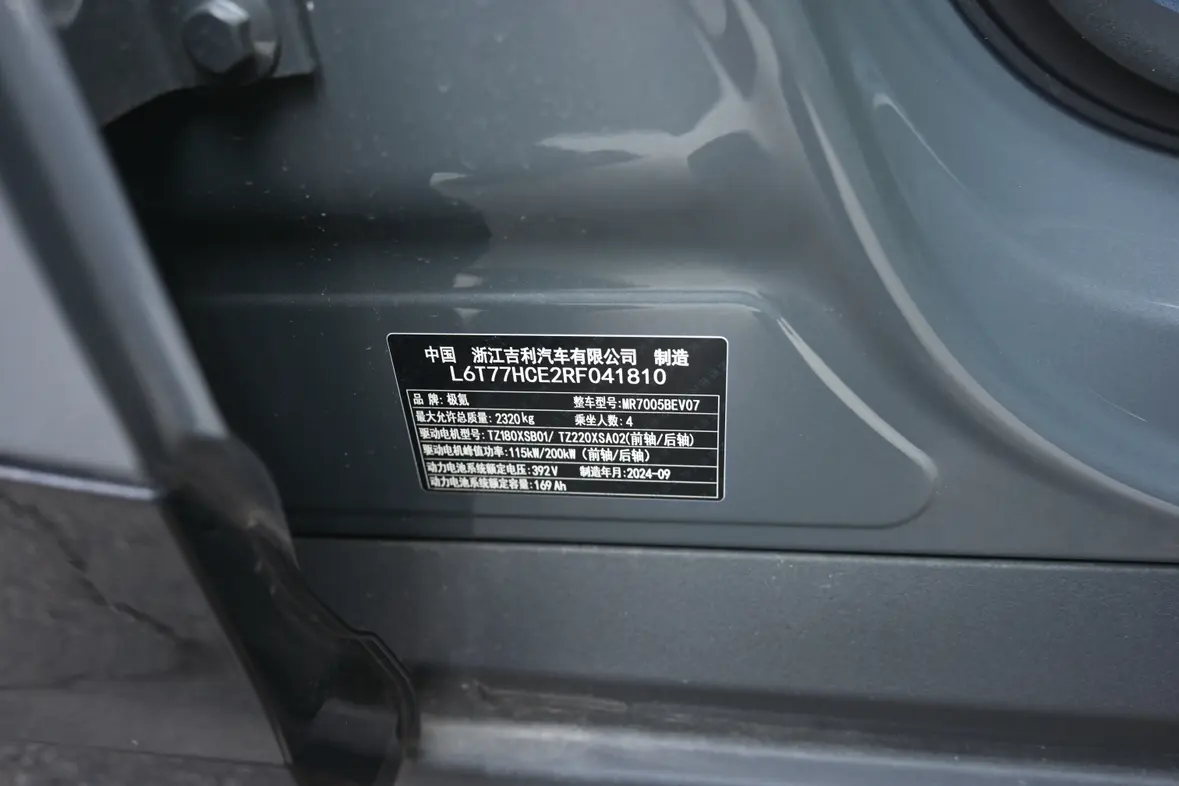 中国 浙江吉利汽车有限公司 制造
L6T77HCE2RF041810
品 牌:极氪 整车型号:MR7005BEV07
最大允许总质量:2320kg 乘坐人数:4
驱动电机型号:TZ180XSB01/ TZ220XSA02(前轴/后轴)
驱动电机峰值功率:115kW/200kW (前轴/后轴)
动力电池系统额定电压:392V 制造年月:2024-09
动力电池系统额定容量:169Ah